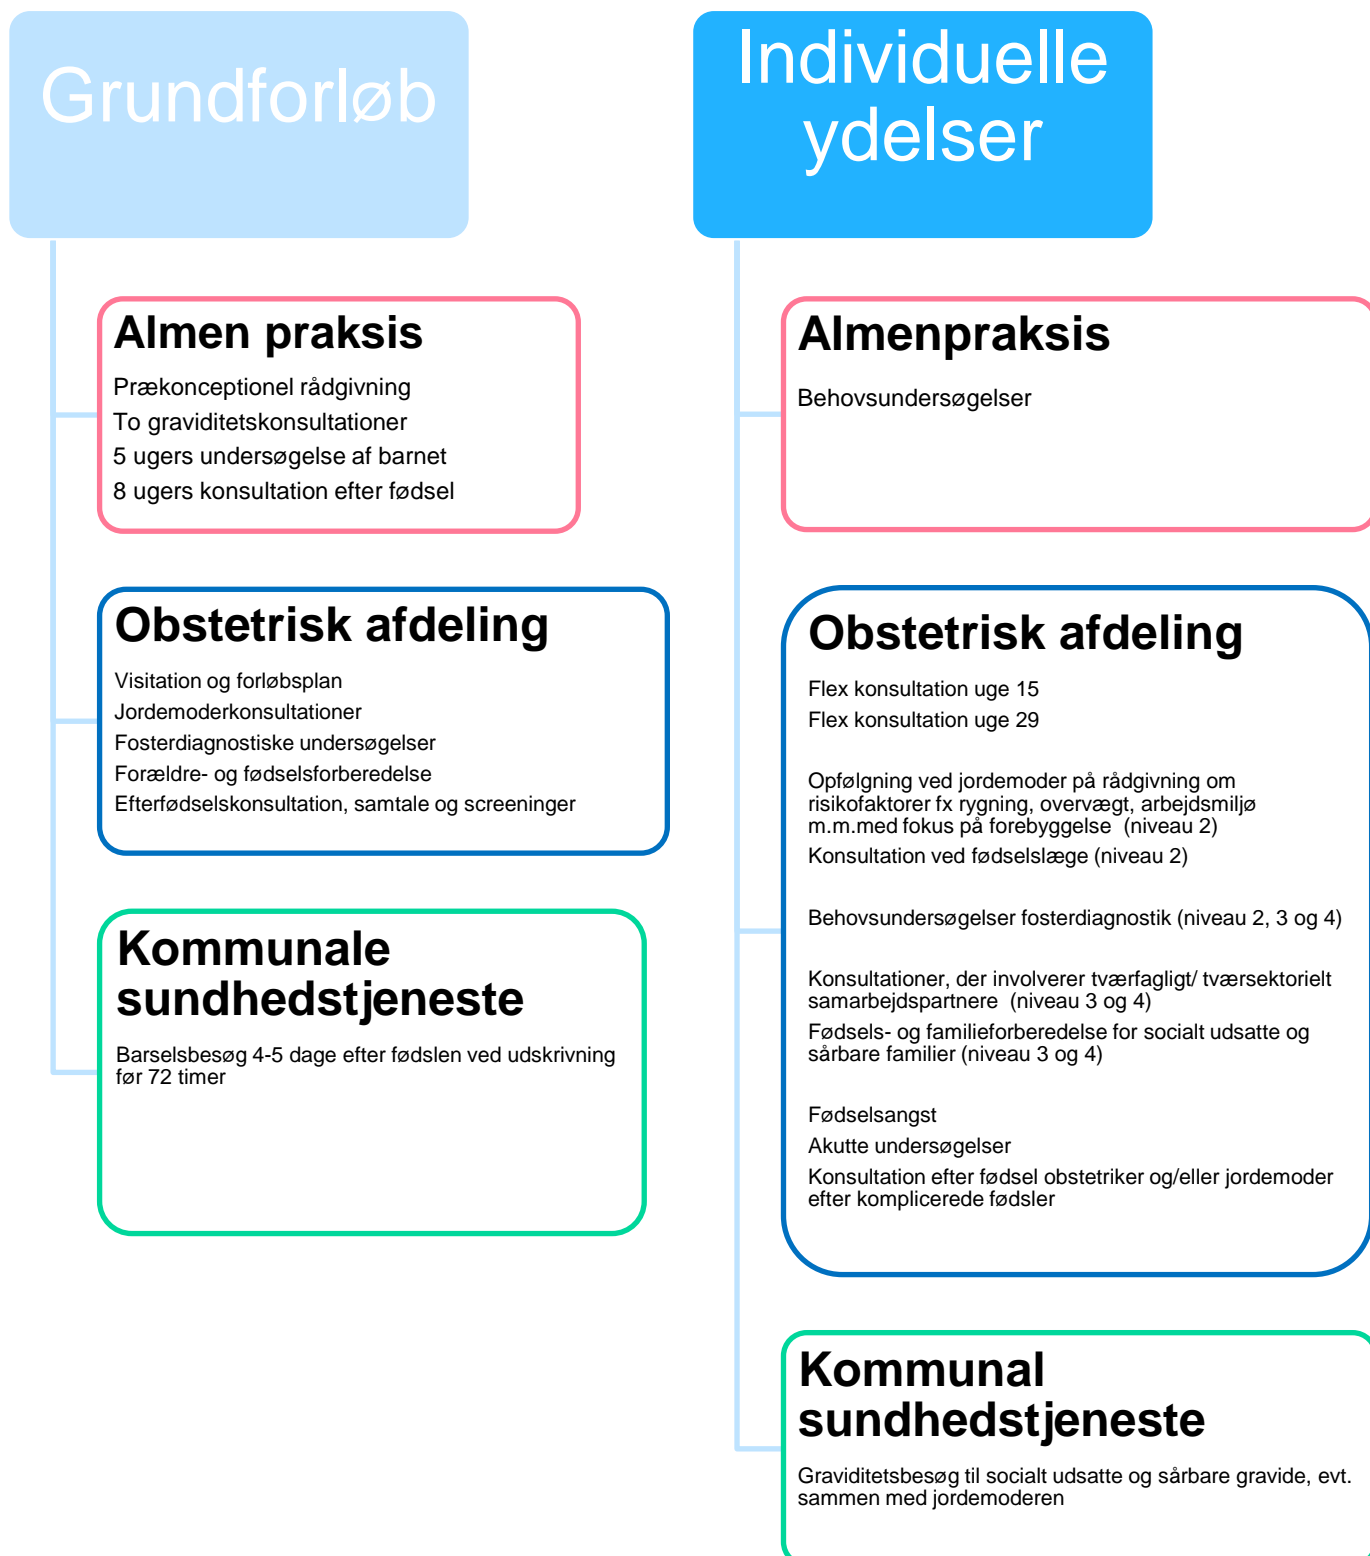 Grundforløb
Almen praksis
Prækonceptionel rådgivning
To graviditetskonsultationer
5 ugers undersøgelse af barnet
8 ugers konsultation efter fødsel
Obstetrisk afdeling
Visitation og forløbsplan
Jordemoderkonsultationer
Fosterdiagnostiske undersøgelser
Forældre- og fødselsforberedelse
Efterfødselskonsultation, samtale og screeninger
Kommunale
sundhedstjeneste
Barselsbesøg 4-5 dage efter fødslen ved udskrivning
før 72 timer
Individuelle
ydelser
Almenpraksis
Behovsundersøgelser
Obstetrisk afdeling
Flex konsultation uge 15
Flex konsultation uge 29
Opfølgning ved jordemoder på rådgivning om
risikofaktorer fx rygning, overvægt, arbejdsmiljø
m.m.med fokus på forebyggelse  (niveau 2)
Konsultation ved fødselslæge (niveau 2)
Behovsundersøgelser fosterdiagnostik (niveau 2, 3 og 4)
Konsultationer, der involverer tværfagligt/ tværsektorielt
samarbejdspartnere  (niveau 3 og 4)
Fødsels- og familieforberedelse for socialt udsatte og
sårbare familier (niveau 3 og 4)
Fødselsangst
Akutte undersøgelser
Konsultation efter fødsel obstetriker og/eller jordemoder
efter komplicerede fødsler
Kommunal
sundhedstjeneste
Graviditetsbesøg til socialt udsatte og sårbare gravide, evt.
sammen med jordemoderen